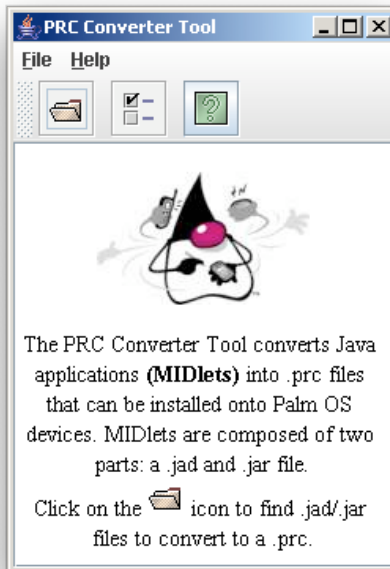 PRC Converter Tool
File Help
The PRC Converter Tool converts Java
applications (MIDlets) into .prc files
that can be installed onto Palm OS
devices. MIDlets are composed of two
parts: a .jad and .jar file.
Click on the icon to find .jad/.jar
files to convert to a .prc.